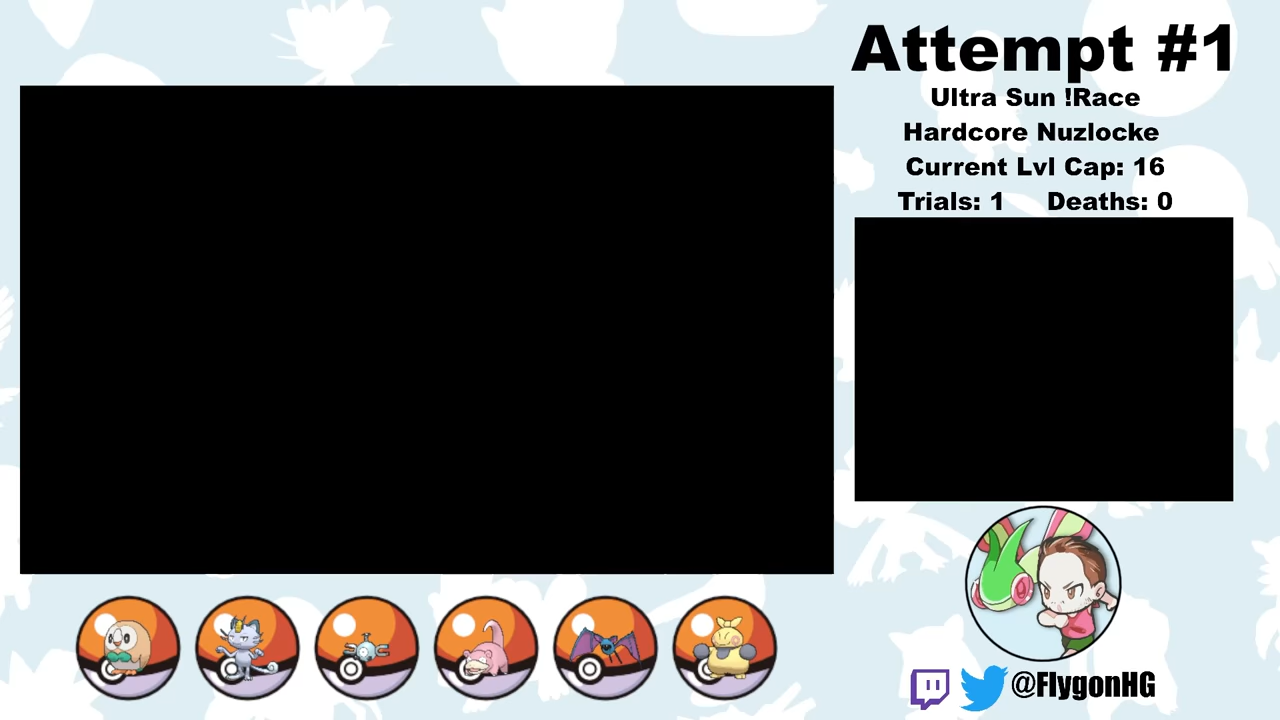 Attempt #1
Ultra Sun !Race
Hardcore Nuzlocke
Current Lvl Cap: 16
Trials: 1 Deaths: 0
@FlygonHG